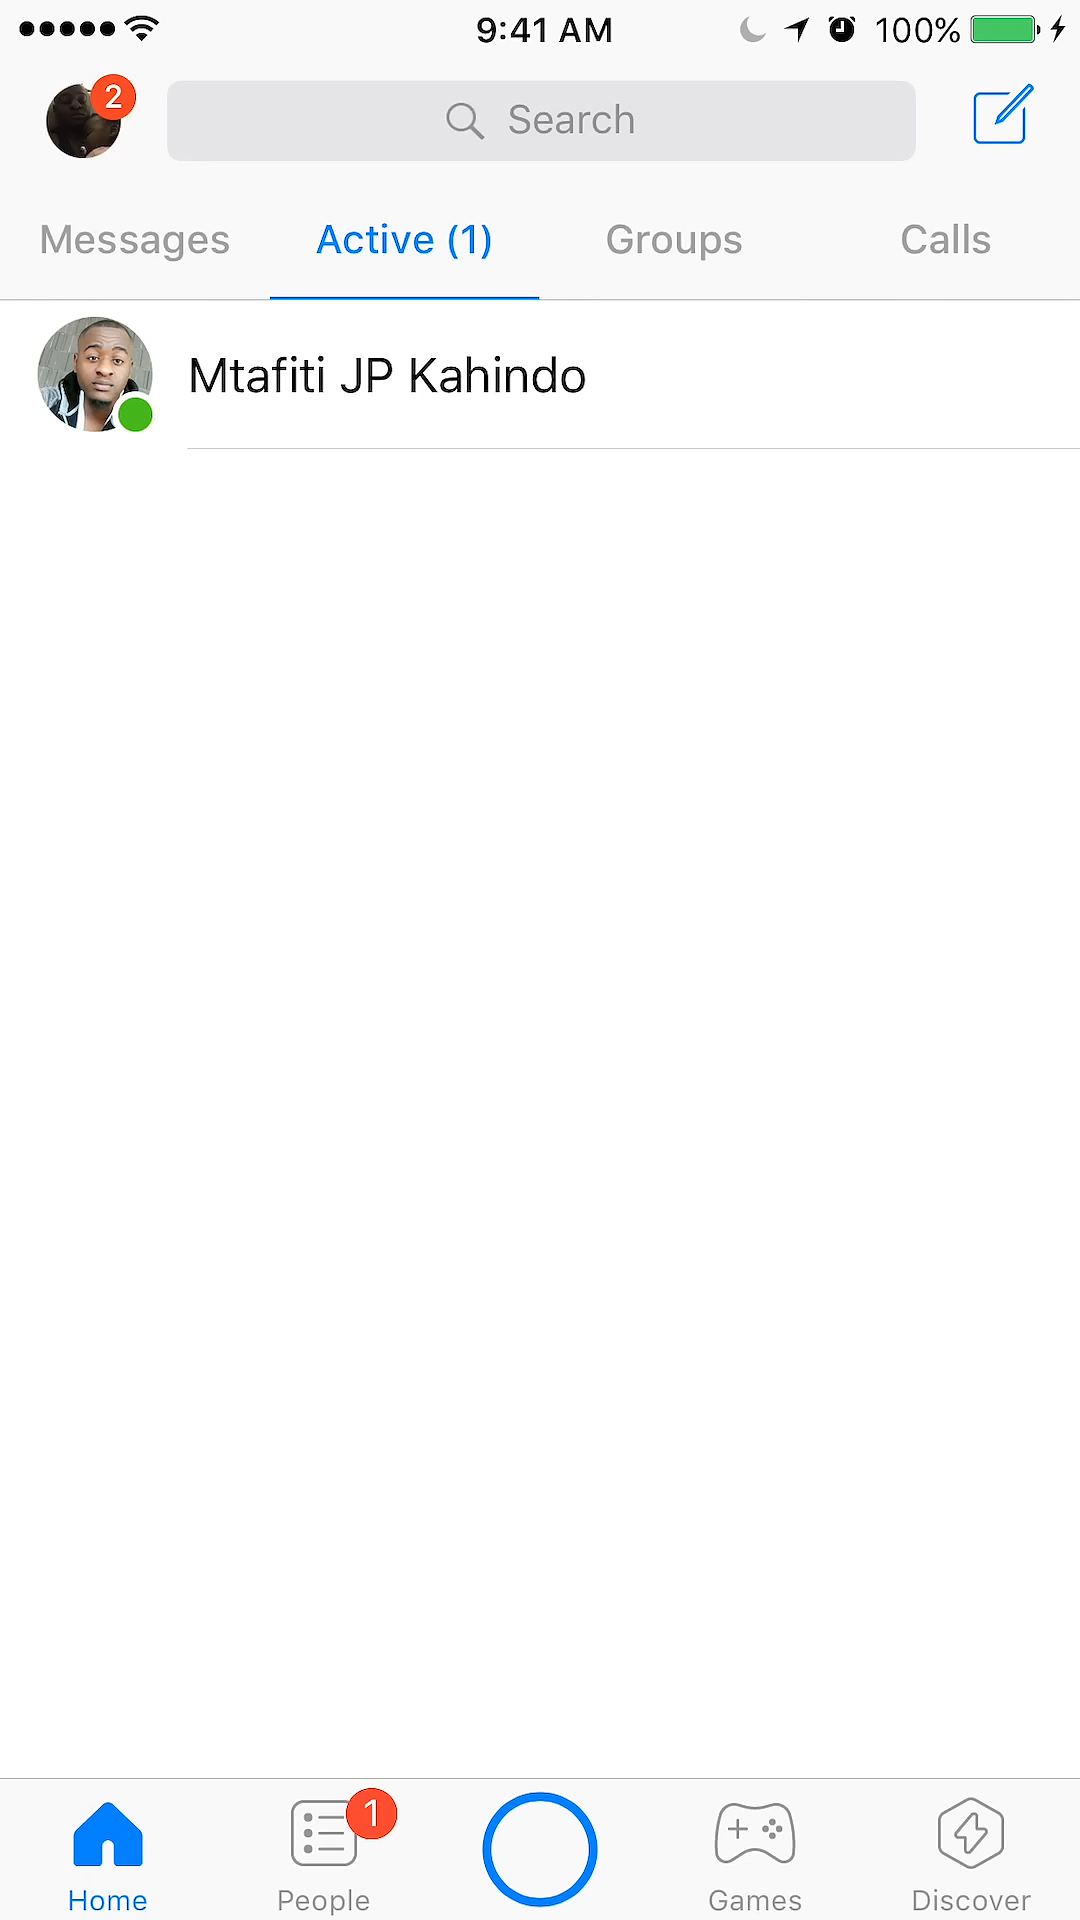 9:41 AM 100%
2 Search
Messages Active (1) Groups Calls
Mtafiti JP Kahindo
1
Home People Games Discover